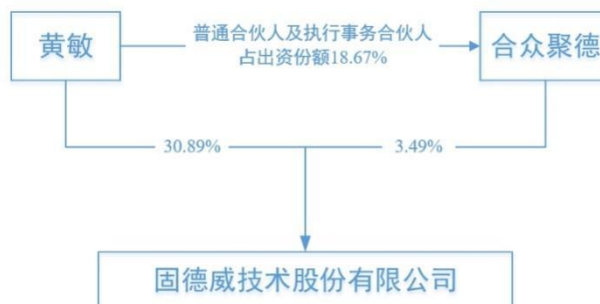 黄敏
普通合伙人及执行事务合伙人
占出资份额18.67%
合众聚德
30.89%
3.49%
固德威技术股份有限公司